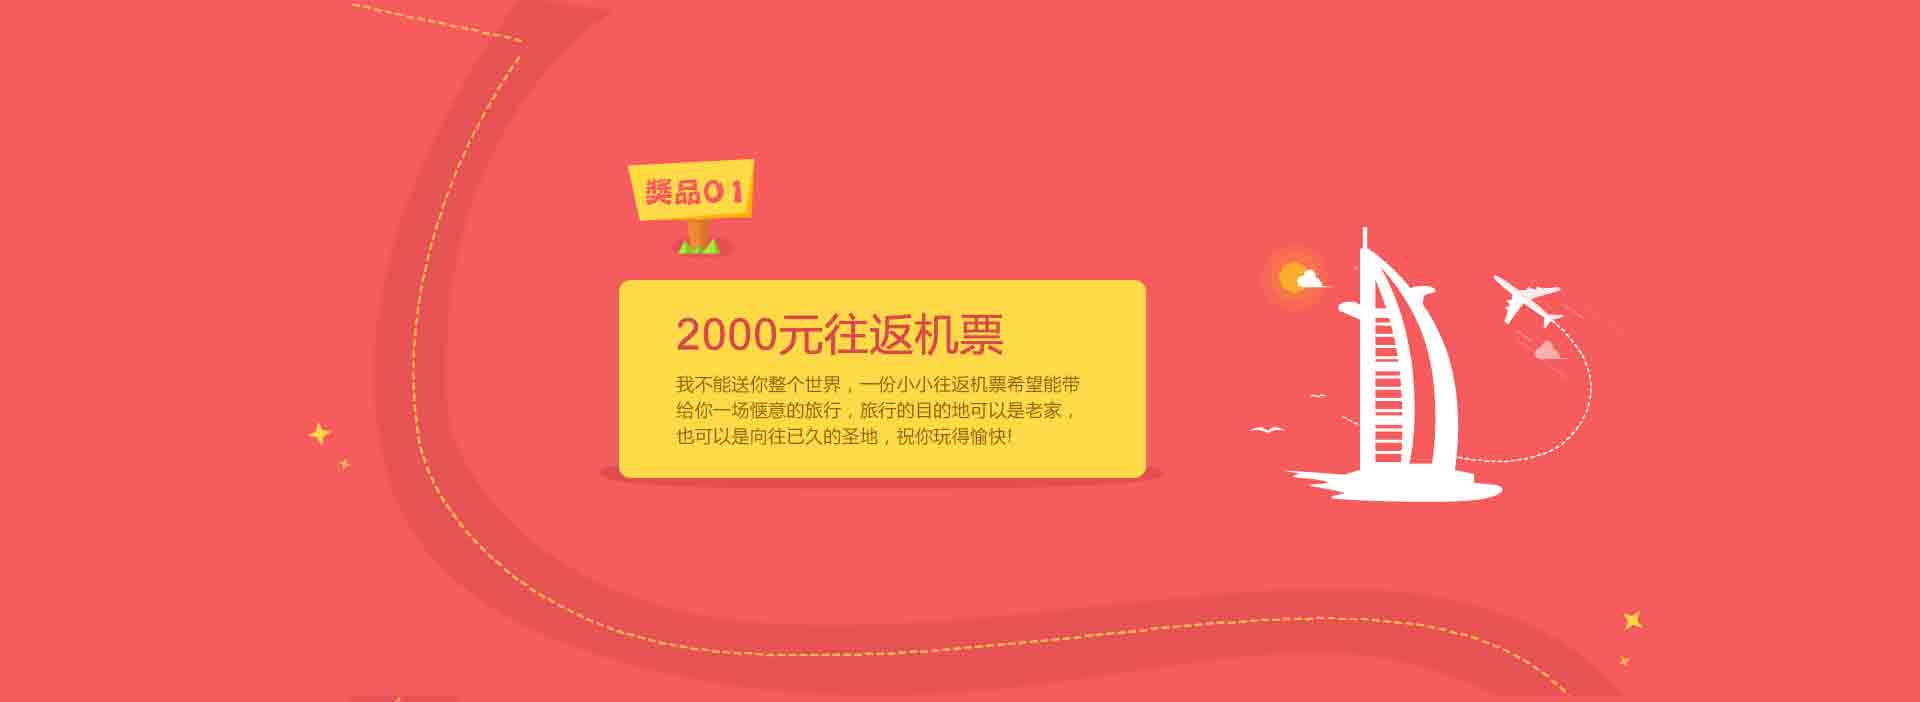 獎品01
2000元往返机票
我不能送你整个世界，一份小小往返机票希望能带
给你一场惬意的旅行，旅行的目的地可以是老家，
也可以是向往已久的圣地，祝你玩得愉快!